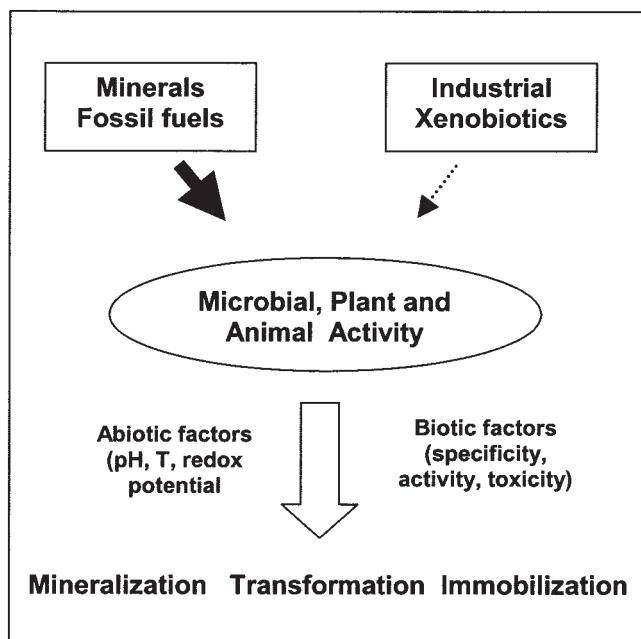 Minerals
Fossil fuels
Industrial
Xenobiotics
Microbial, Plant and
Animal Activity
Abiotic factors
(pH, T, redox
potential
Biotic factors
(specificity,
activity, toxicity)
Mineralization Transformation Immobilization